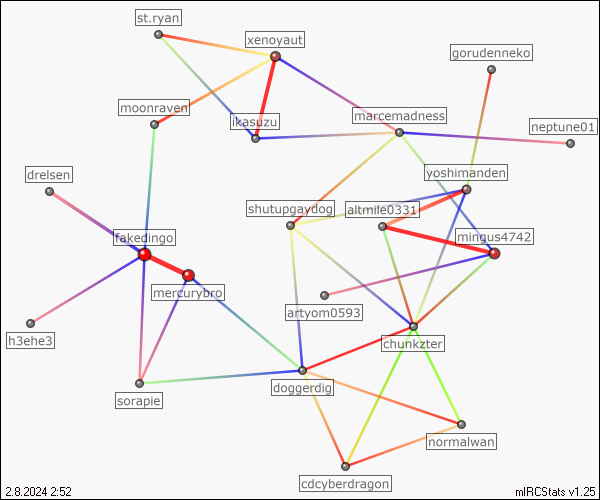 st.ryan
xenoyaut
gorudenneko
moonraven
ikasuzu
marcemadness
neptune01
drelsen
yoshimanden
shutupgaydog
altmile0331
fakedingo
mingus4742
mercurybro
artyom0593
h3ehe3
chunkzter
doggerdig
sorapie
normalwan
cdcyberdragon
2.8.2024 2:52
mIRCStats v1.25